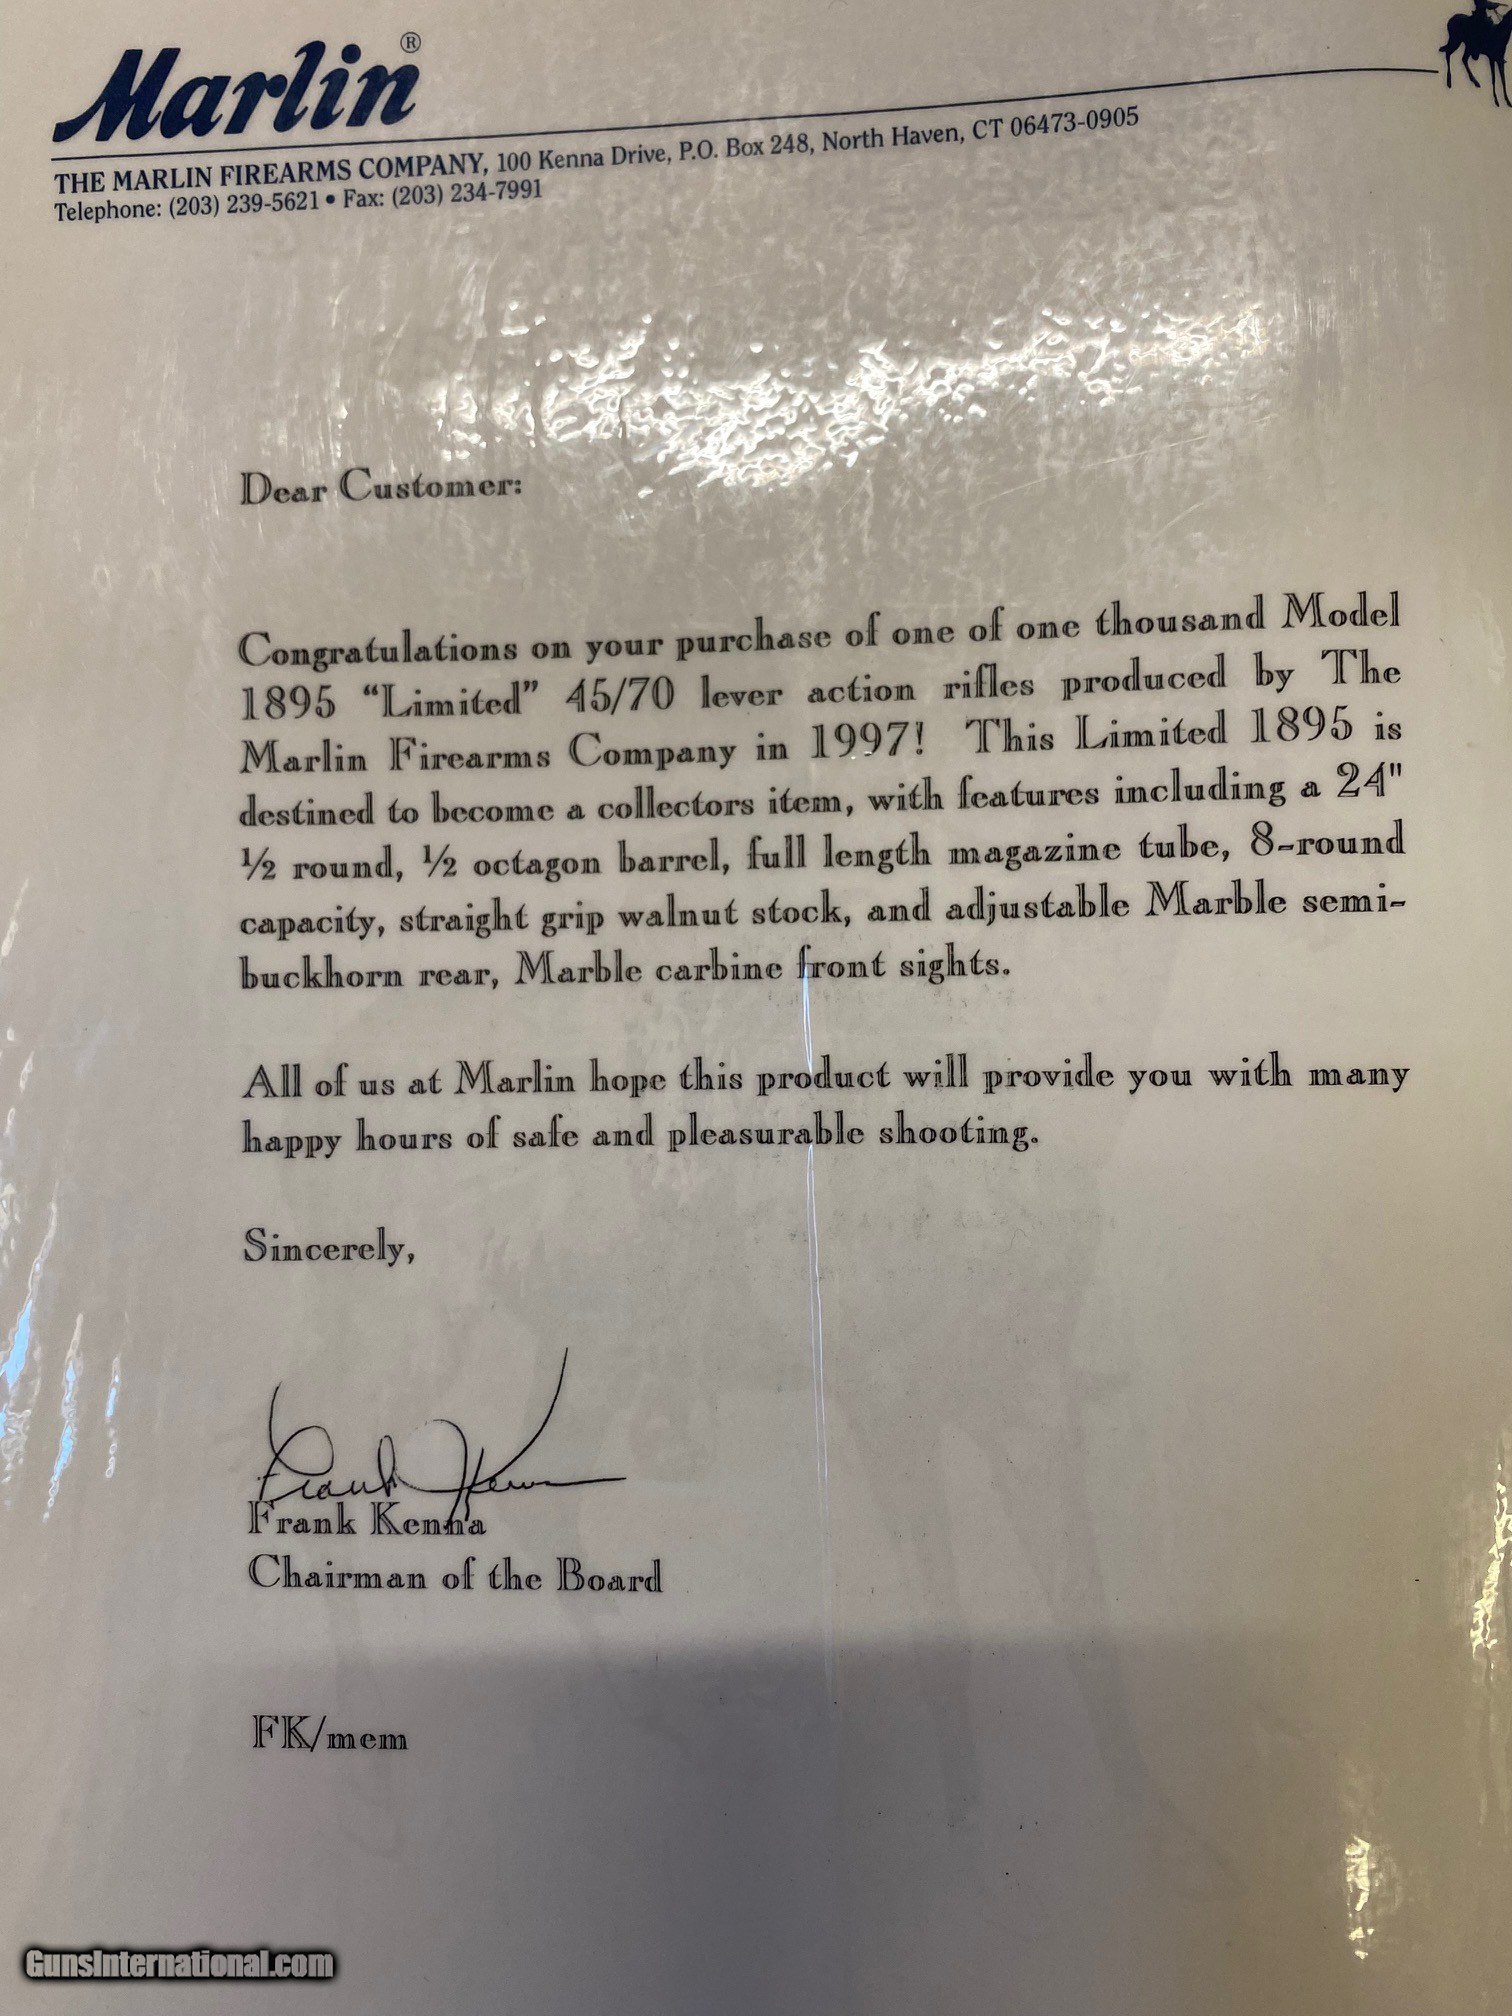 Marlin®
THE MARLIN FIREARMS COMPANY, 100 Kenna Drive, P.O. Box 248, North Haven, CT 06473-0905
Telephone: (203) 239-5621 • Fax: (203) 234-7991
Dear Customer:
Congratulations on your purchase of one of one thousand Model
1895 “Limited” 45/70 lever action rifles produced by The
Marlin Firearms Company in 1997! This Limited 1895 is
destined to become a collectors item, with features including a 24"
½ round, ½ octagon barrel, full length magazine tube, 8-round
capacity, straight grip walnut stock, and adjustable Marble semi-
buckhorn rear, Marble carbine front sights.
All of us at Marlin hope this product will provide you with many
happy hours of safe and pleasurable shooting.
Sincerely,
Frank Kenna
Frank Kenna
Chairman of the Board
FK/mem
GunsInternational.com